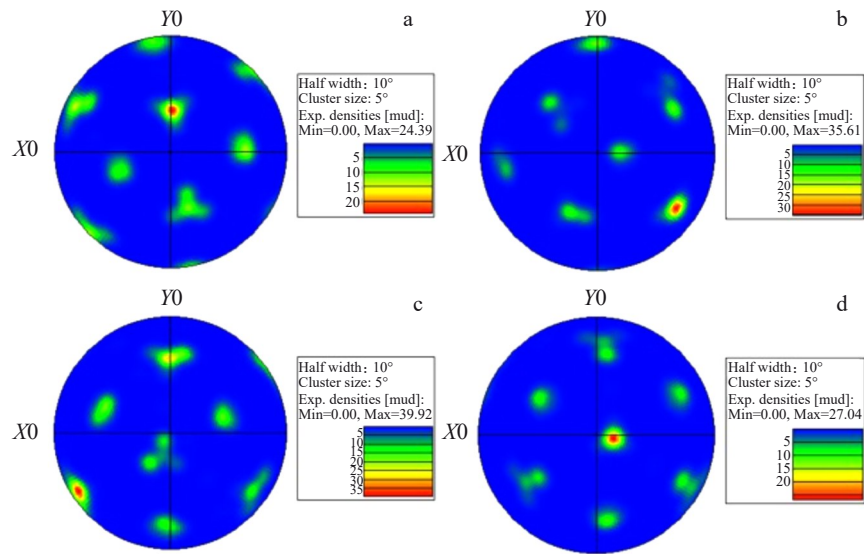 Y0
a
X0
Half width：10°
Cluster size: 5°
Exp. densities [mud]:
Min=0.00, Max=24.39
5
10
15
20
Y0
b
X0
Half width：10°
Cluster size: 5°
Exp. densities [mud]:
Min=0.00, Max=35.61
5
10
15
20
25
30
Y0
c
X0
Half width：10°
Cluster size: 5°
Exp. densities [mud]:
Min=0.00, Max=39.92
5
10
15
20
25
30
35
Y0
d
X0
Half width：10°
Cluster size: 5°
Exp. densities [mud]:
Min=0.00, Max=27.04
5
10
15
20